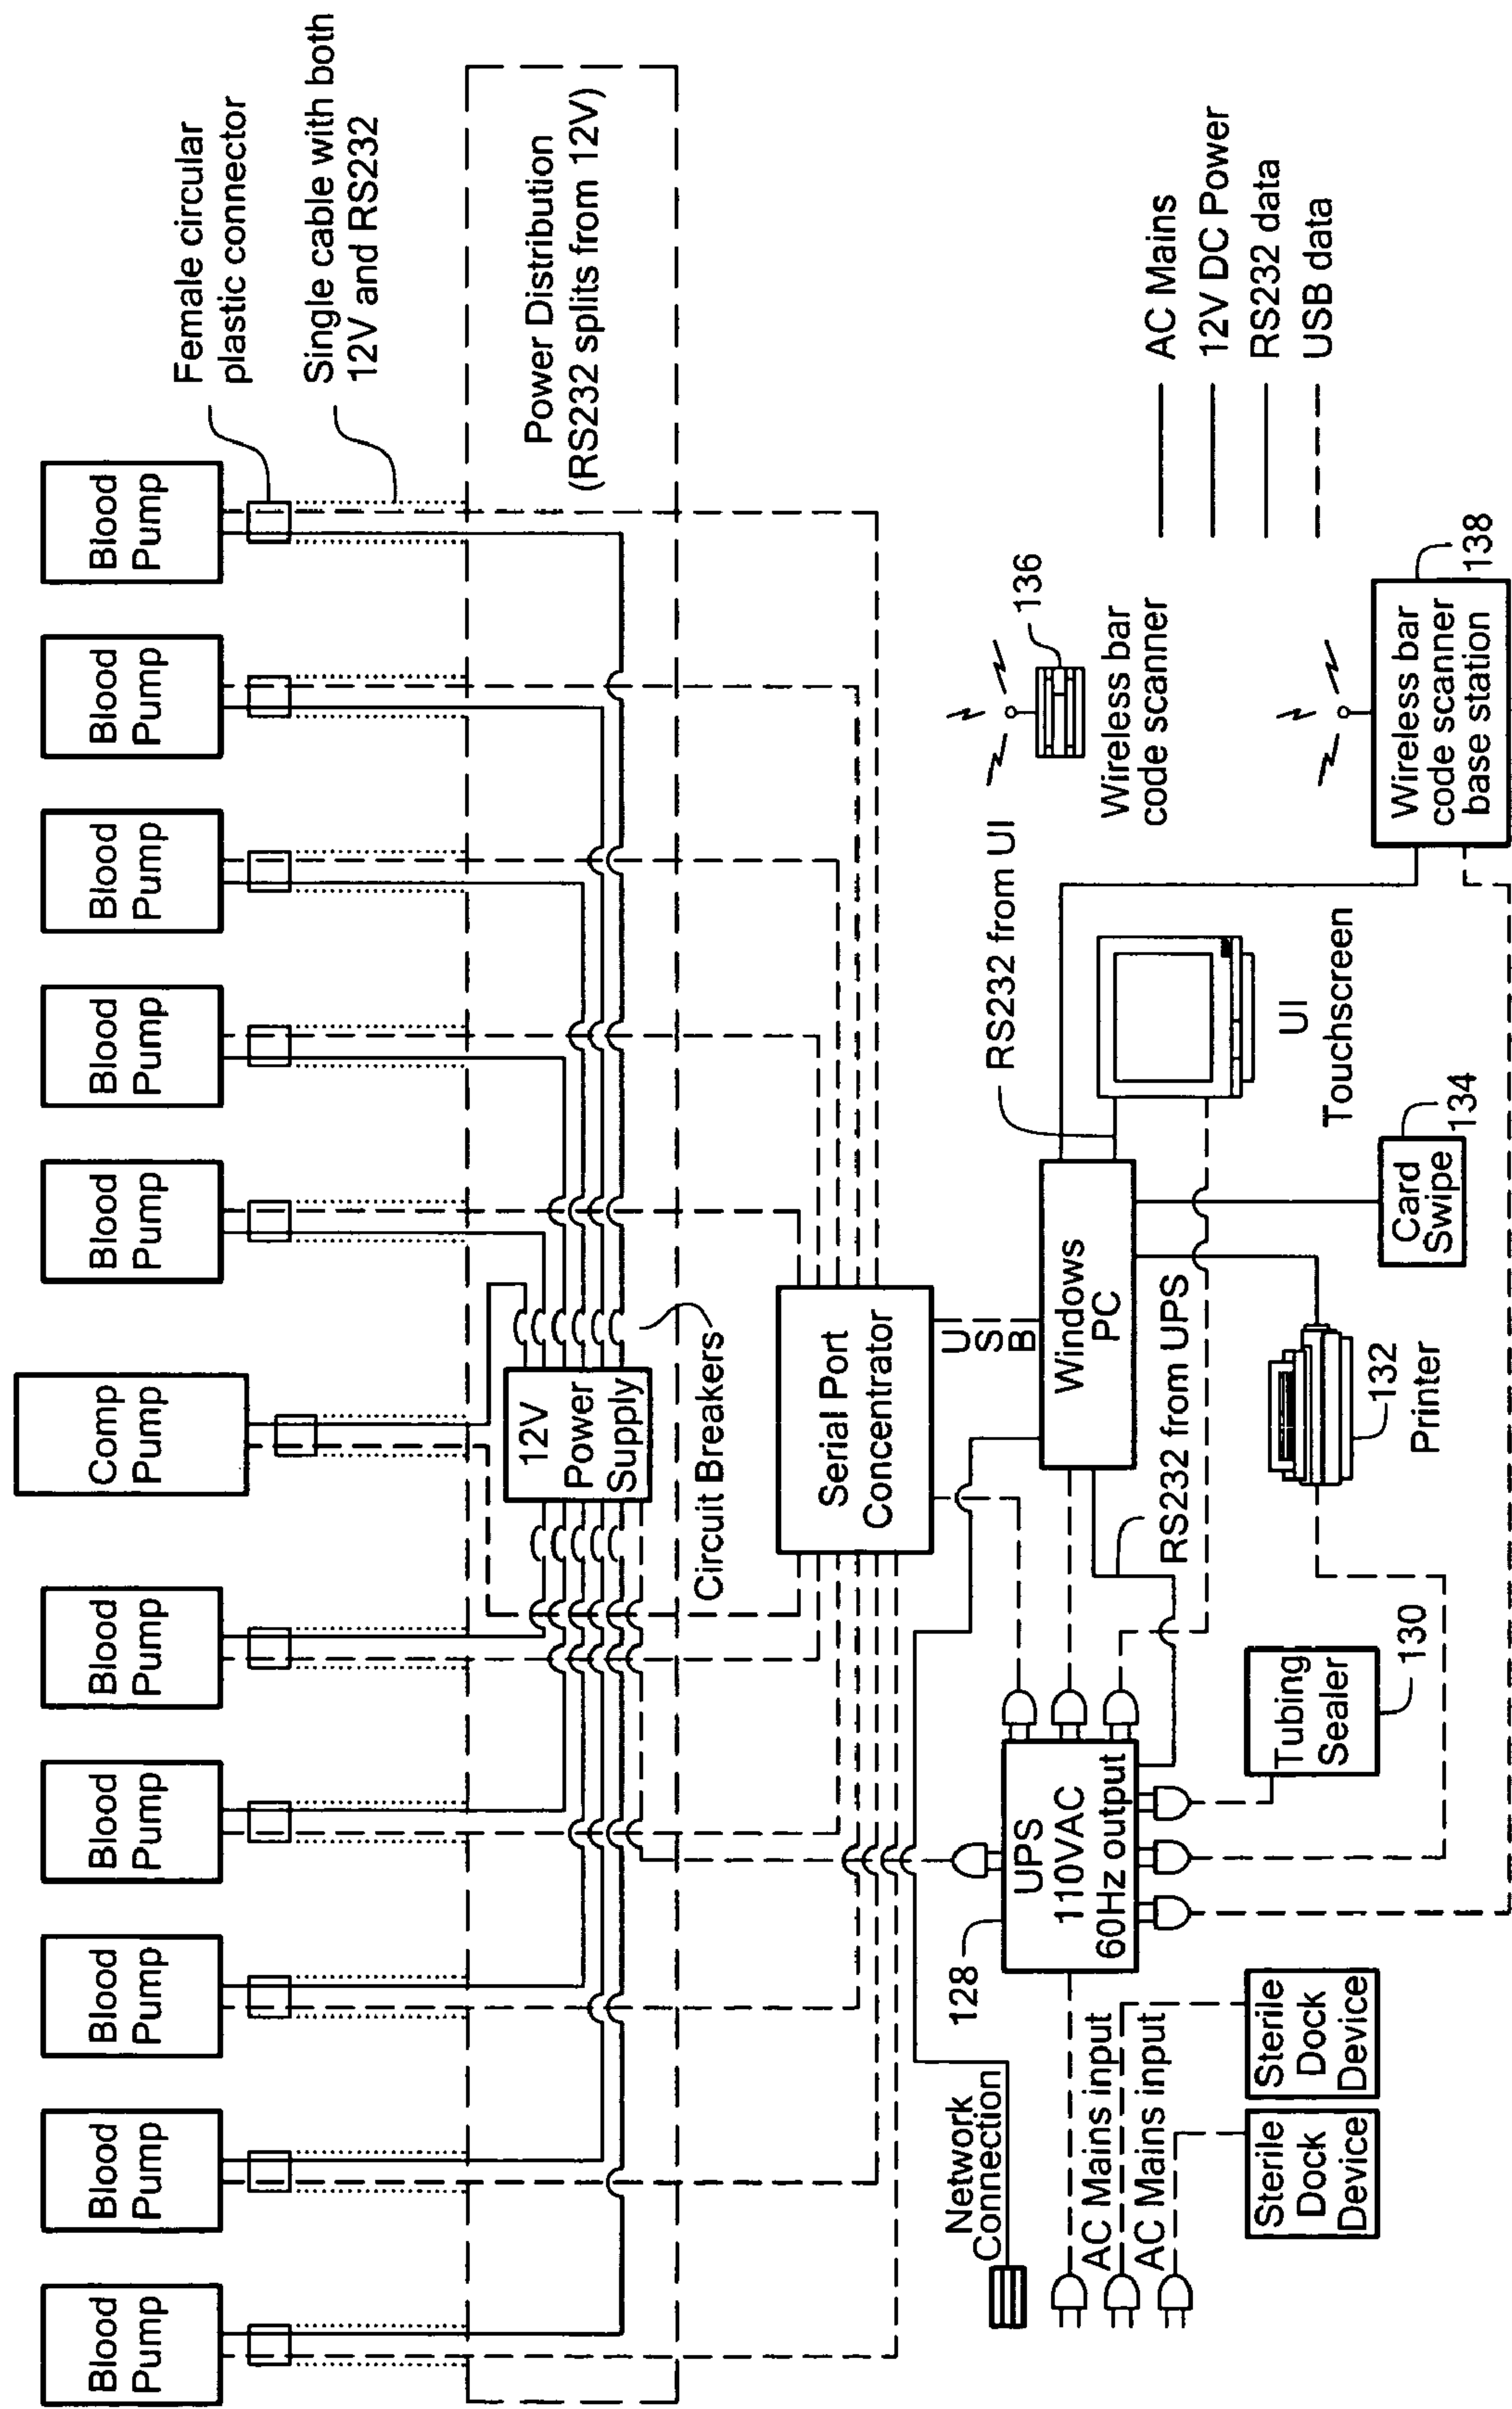 Blood
Pump
Blood
Pump
Blood
Pump
Blood
Pump
Blood
Pump
Comp
Pump
Blood
Pump
Blood
Pump
Blood
Pump
Blood
Pump
Blood
Pump
Female circular
plastic connector
Single cable with both
12V and RS232
Power Distribution
(RS232 splits from 12V)
12V
Power
Supply
Circuit Breakers
Serial Port
Concentrator
U
S
B
Network
Connection
AC Mains input
AC Mains input
128
UPS
110VAC
60Hz output
Windows
PC
RS232 from UPS
RS232 from UI
UI
Touchscreen
136
Wireless bar
code scanner
AC Mains
12V DC Power
RS232 data
USB data
Sterile
Dock
Device
Sterile
Dock
Device
Tubing
Sealer
130
132
Printer
Card
Swipe
134
Wireless bar
code scanner
base station
138